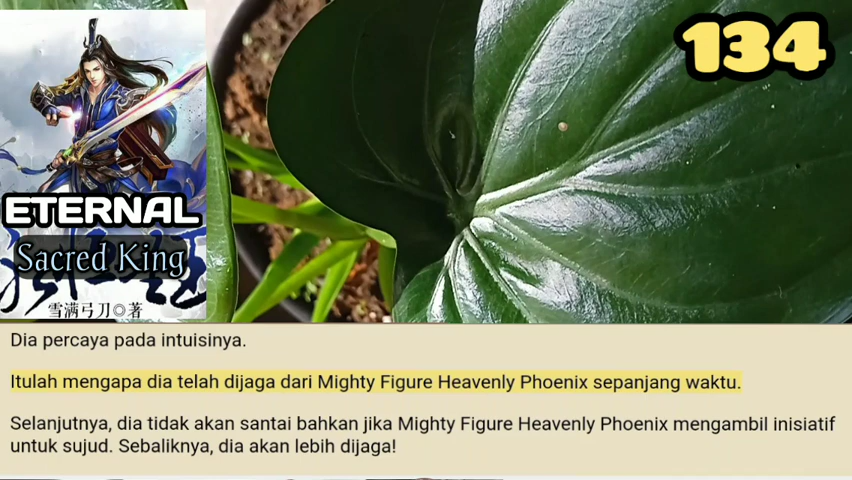 134
ETERNAL
Sacred King
雪满弓刀◎著
Dia percaya pada intuisinya.
Itulah mengapa dia telah dijaga dari Mighty Figure Heavenly Phoenix sepanjang waktu.
Selanjutnya, dia tidak akan santai bahkan jika Mighty Figure Heavenly Phoenix mengambil inisiatif
untuk sujud. Sebaliknya, dia akan lebih dijaga!